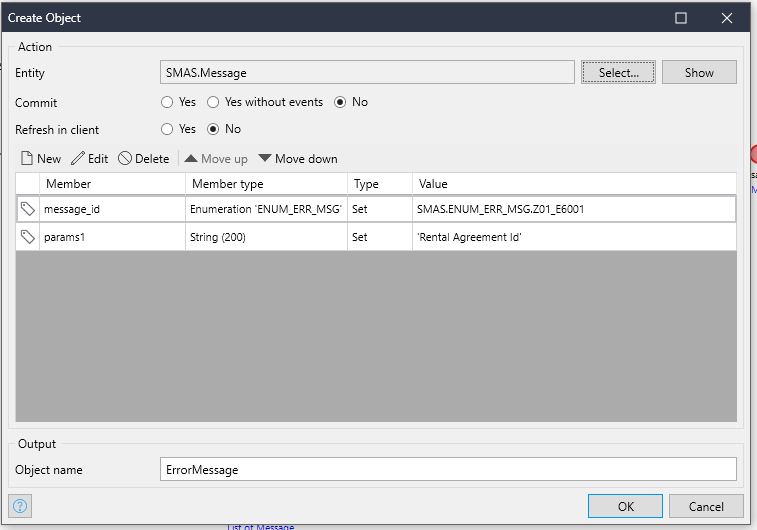 Create Object
Action
Entity SMAS.Message Select... Show
Commit Yes Yes without events No
Refresh in client Yes No
New Edit Delete Move up Move down
Member Member type Type Value
message_id Enumeration 'ENUM_ERR_MSG' Set SMAS.ENUM_ERR_MSG.Z01_E6001
params1 String (200) Set 'Rental Agreement Id'
Output
Object name ErrorMessage
? OK Cancel
List of Message